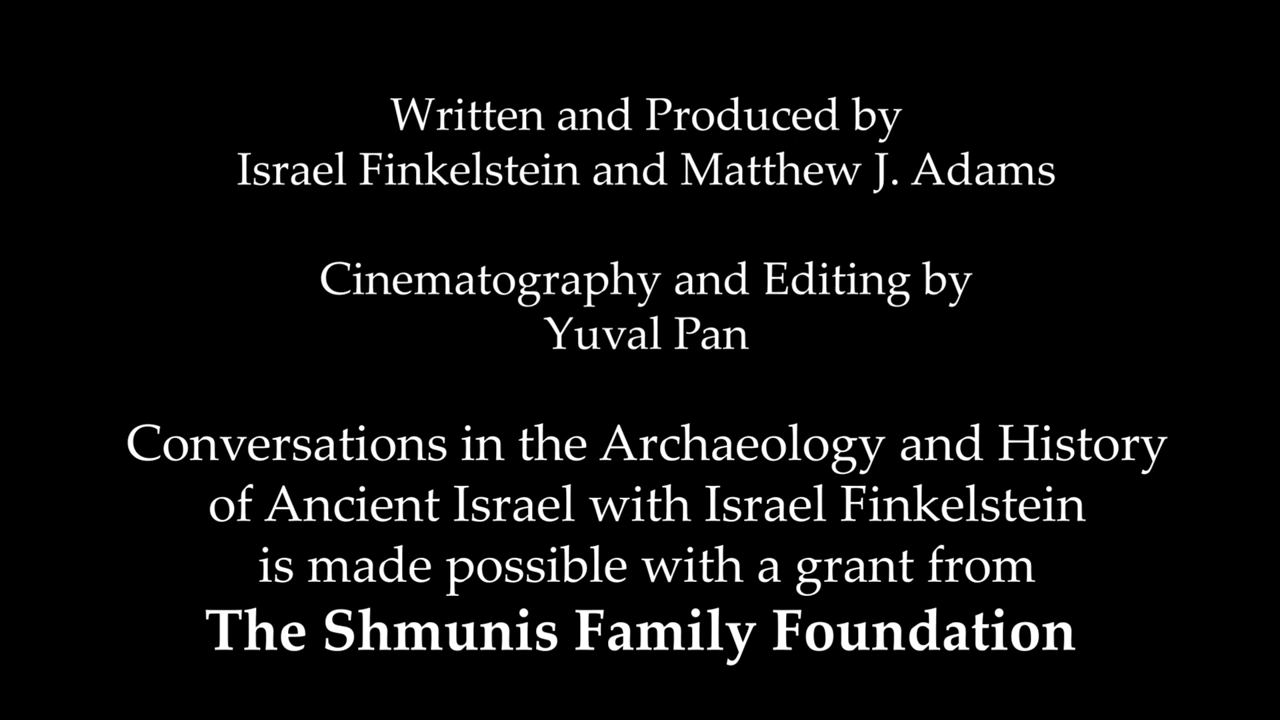 Written and Produced by
Israel Finkelstein and Matthew J. Adams
Cinematography and Editing by
Yuval Pan
Conversations in the Archaeology and History
of Ancient Israel with Israel Finkelstein
is made possible with a grant from
The Shmunis Family Foundation